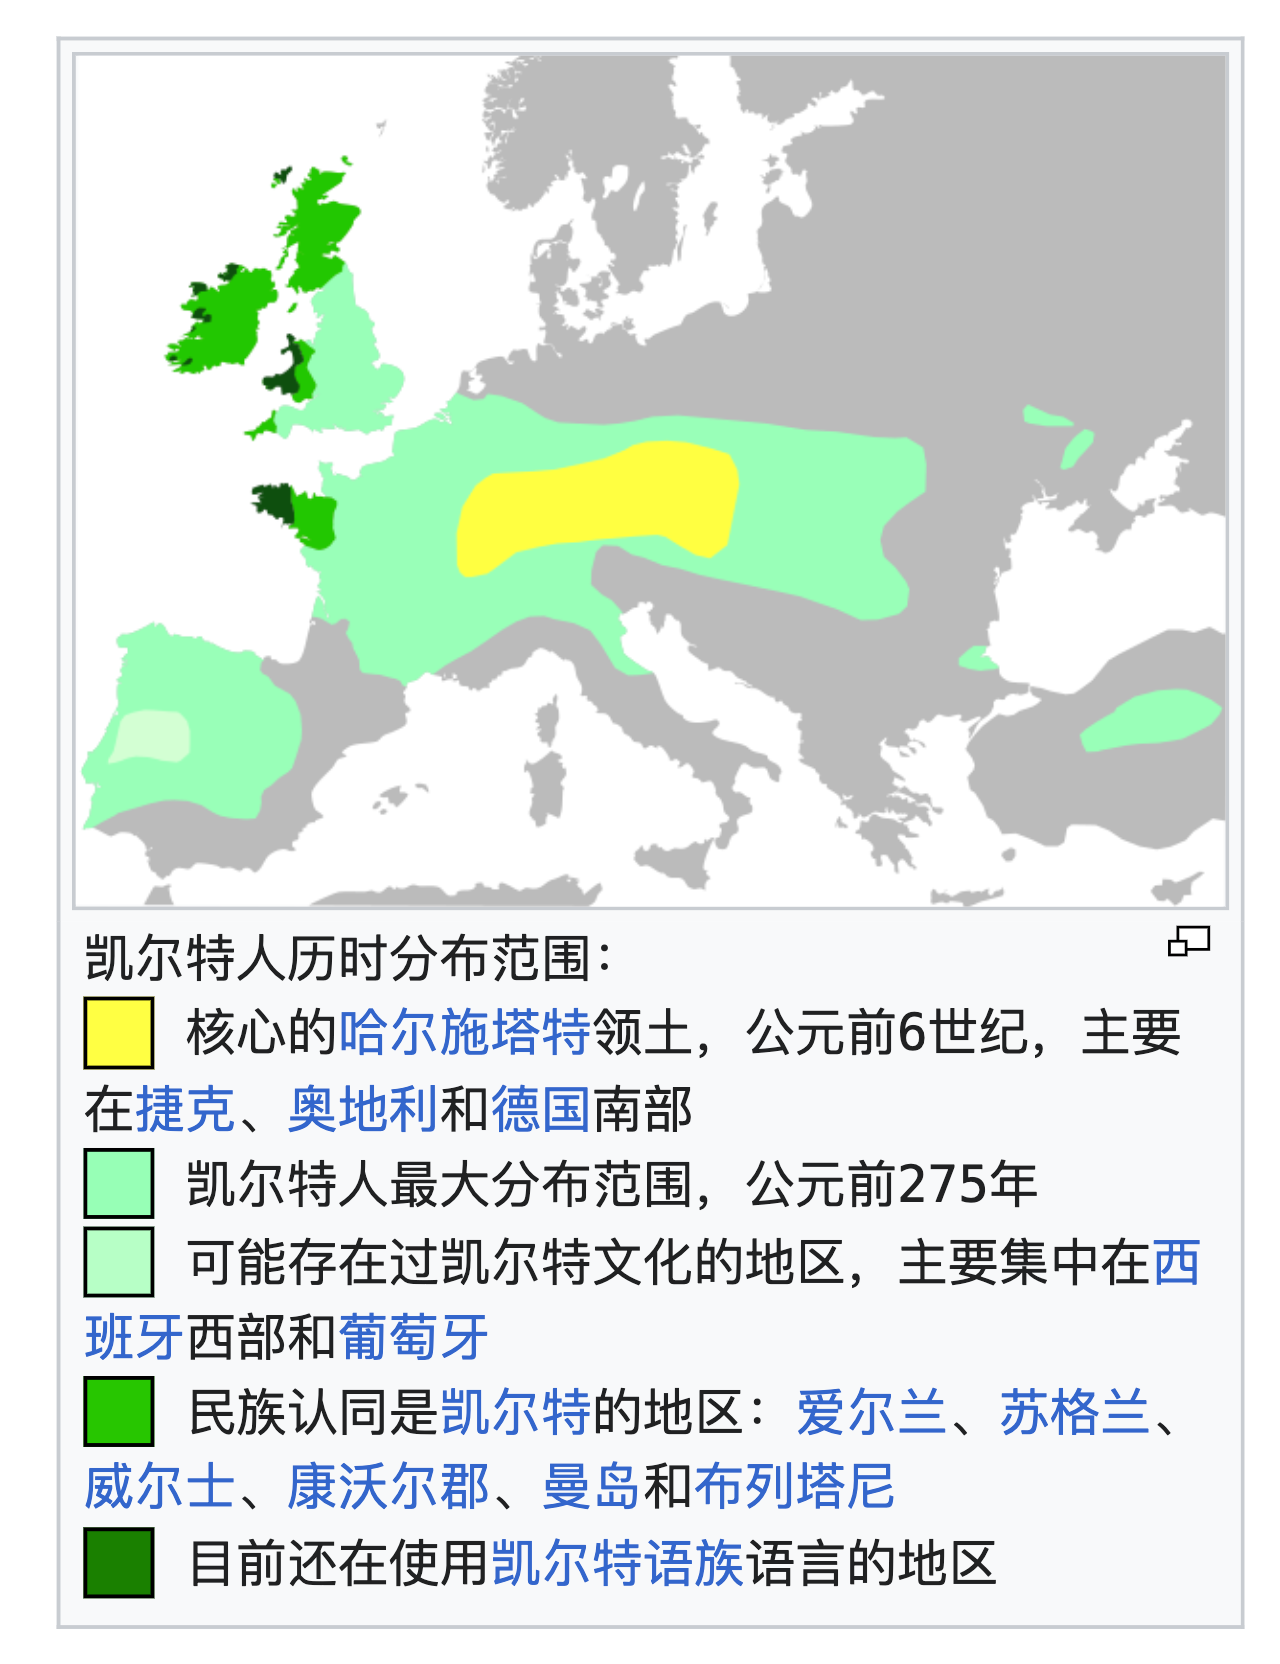 凯尔特人历时分布范围：
核心的哈尔施塔特领土，公元前6世纪，主要
在捷克、奥地利和德国南部
凯尔特人最大分布范围，公元前275年
可能存在过凯尔特文化的地区，主要集中在西
班牙西部和葡萄牙
民族认同是凯尔特的地区：爱尔兰、苏格兰、
威尔士、康沃尔郡、曼岛和布列塔尼
目前还在使用凯尔特语族语言的地区